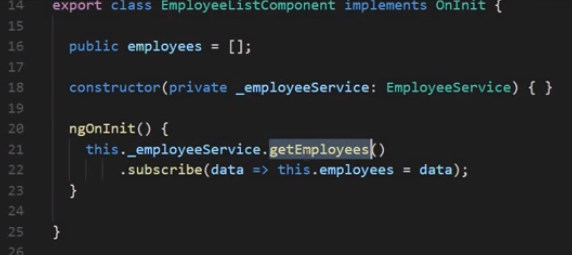 14 export class EmployeeListComponent implements OnInit {
15
16 public employees = [];
17
18 constructor(private _employeeService: EmployeeService) { }
19
20 ngOnInit() {
21 this._employeeService.getEmployees()
22 .subscribe(data => this.employees = data);
23 }
24
25 }
26